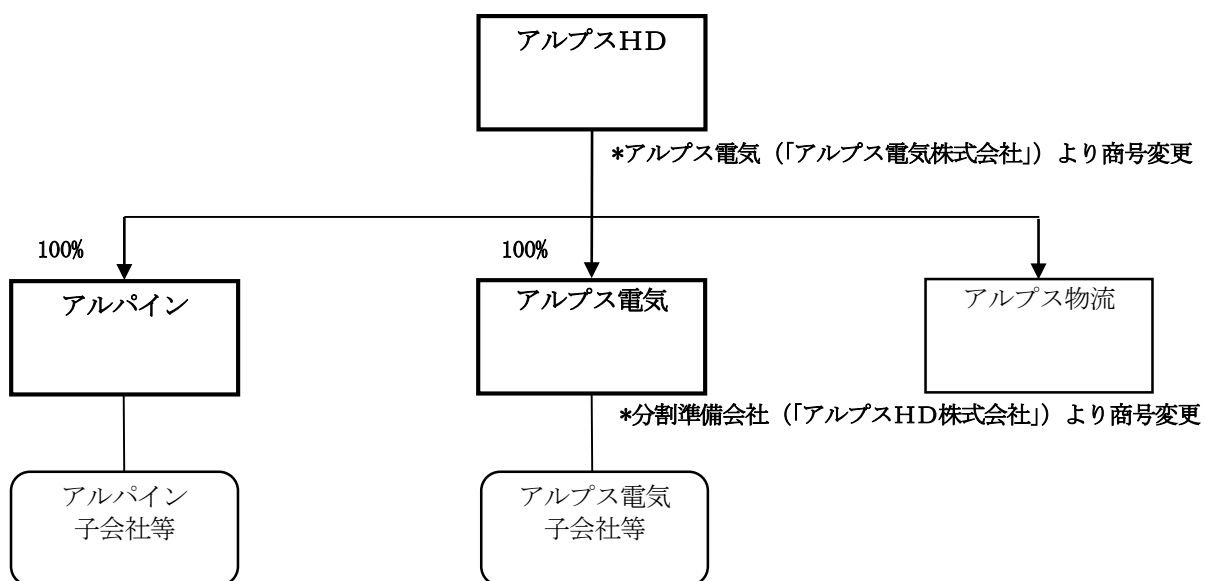 アルプスHD
*アルプス電気（「アルプス電気株式会社」）より商号変更
100%
100%
アルパイン
アルプス電気
アルプス物流
*分割準備会社（「アルプスHD株式会社」）より商号変更
アルパイン
子会社等
アルプス電気
子会社等